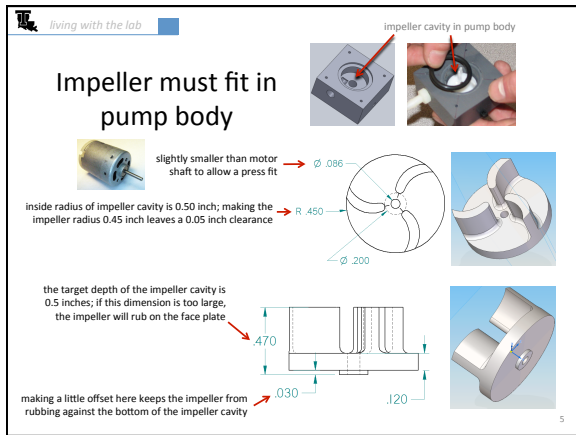 living with the lab
impeller cavity in pump body
Impeller must fit in
pump body
slightly smaller than motor
shaft to allow a press fit
Ø .086
inside radius of impeller cavity is 0.50 inch; making the
impeller radius 0.45 inch leaves a 0.05 inch clearance
R .450
Ø .200
the target depth of the impeller cavity is
0.5 inches; if this dimension is too large,
the impeller will rub on the face plate
.470
.030
.120
making a little offset here keeps the impeller from
rubbing against the bottom of the impeller cavity
5